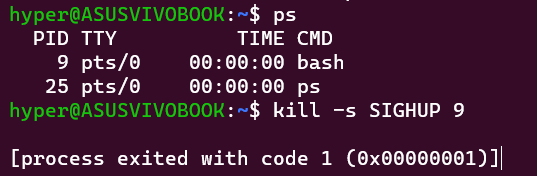 hyper@ASUSVIVOBOOK:~$ ps
  PID TTY          TIME CMD
    9 pts/0    00:00:00 bash
   25 pts/0    00:00:00 ps
hyper@ASUSVIVOBOOK:~$ kill -s SIGHUP 9
[process exited with code 1 (0x00000001)]